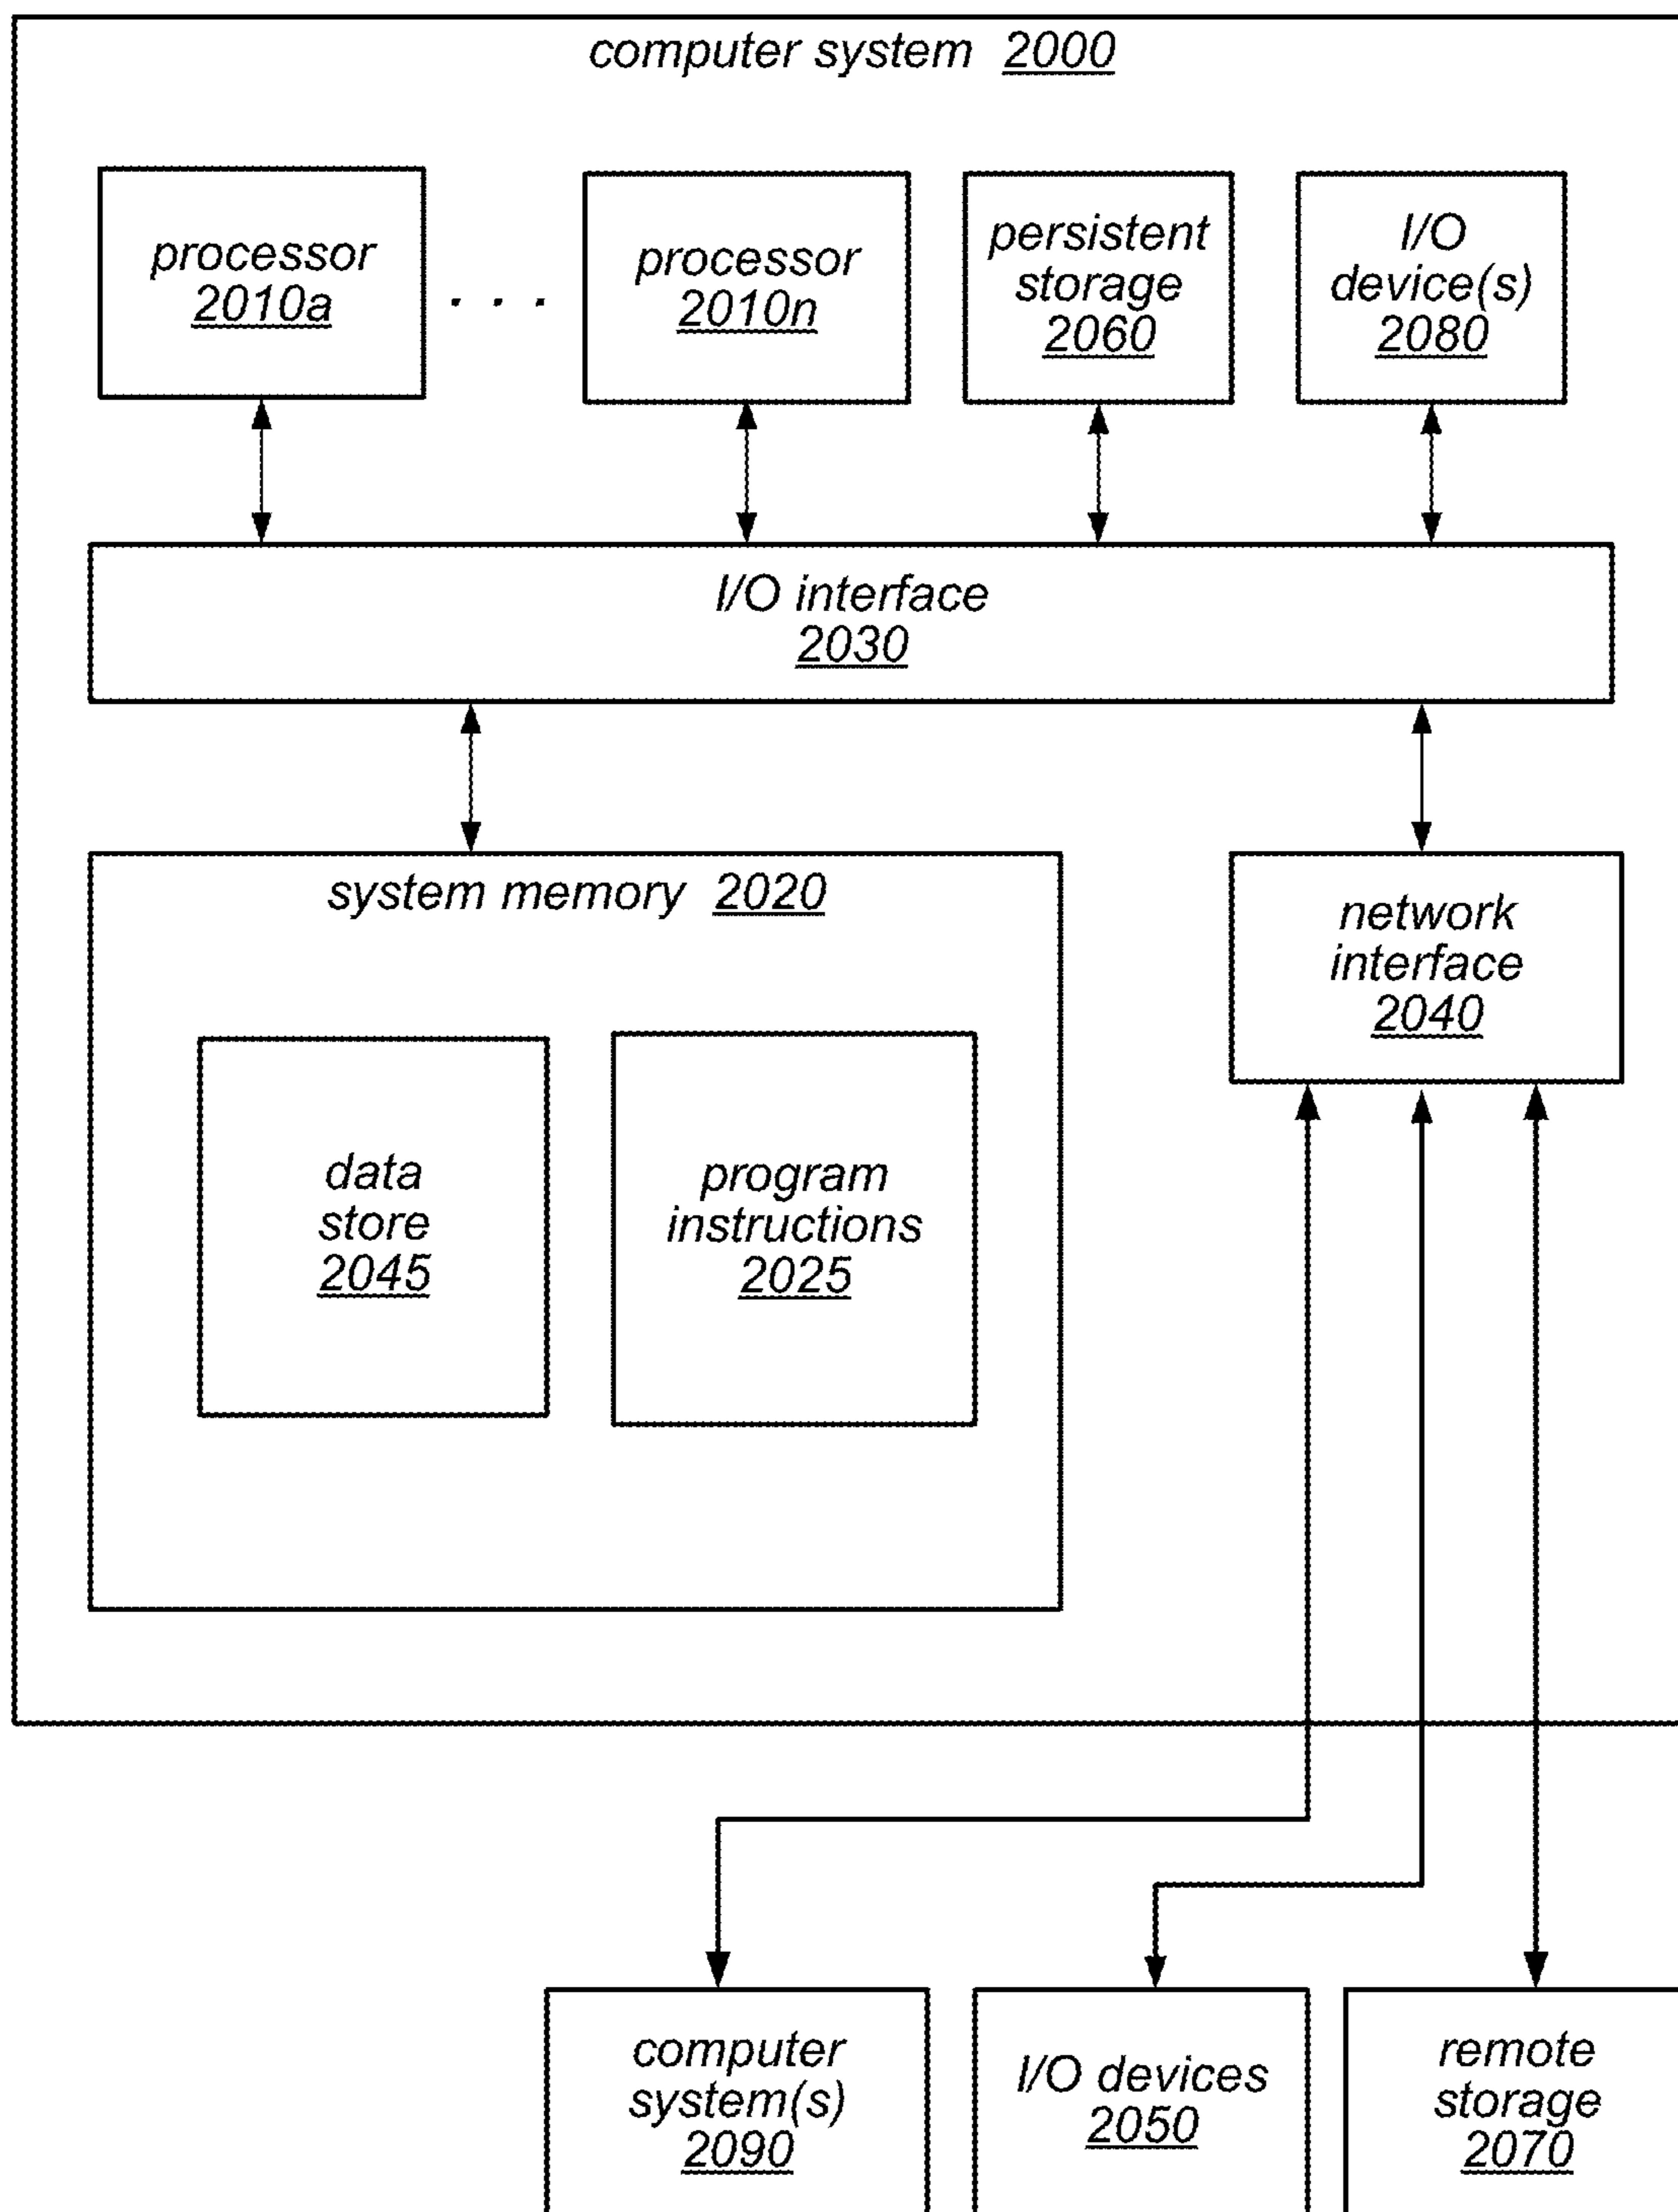 computer system 2000
processor
2010a
. . .
processor
2010n
persistent
storage
2060
I/O
device(s)
2080
I/O interface
2030
system memory 2020
network
interface
2040
data
store
2045
program
instructions
2025
computer
system(s)
2090
I/O devices
2050
remote
storage
2070